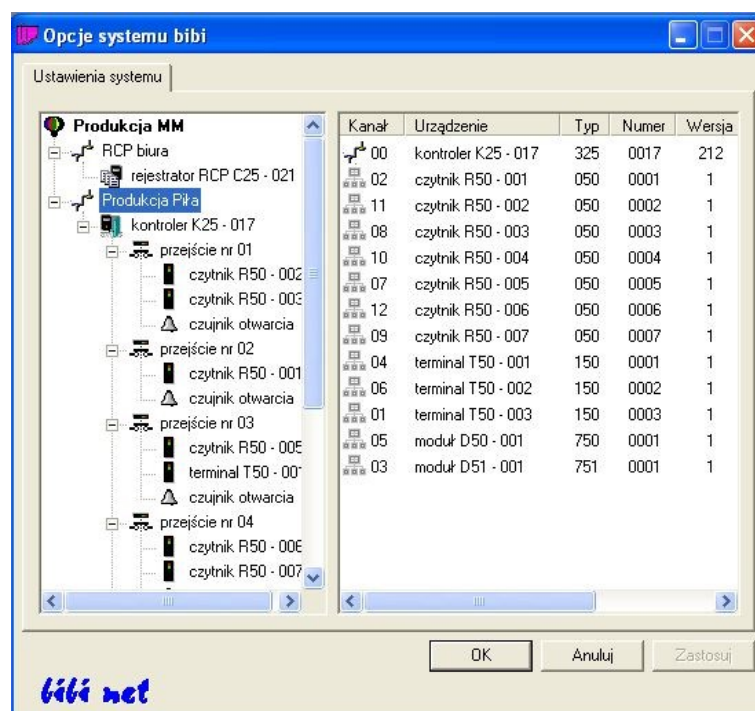 Opcje systemu bibi
Ustawienia systemu
Produkcja MM
RCP biura
rejestrator RCP C25 - 021
Produkcja Piła
kontroler K25 - 017
przejście nr 01
czytnik R50 - 002
czytnik R50 - 003
czujnik otwarcia
przejście nr 02
czytnik R50 - 001
czujnik otwarcia
przejście nr 03
czytnik R50 - 005
terminal T50 - 00
czujnik otwarcia
przejście nr 04
czytnik R50 - 006
czytnik R50 - 007
Kanał Urządzenie Typ Numer Wersja
00 kontroler K25 - 017 325 0017 212
02 czytnik R50 - 001 050 0001 1
11 czytnik R50 - 002 050 0002 1
08 czytnik R50 - 003 050 0003 1
10 czytnik R50 - 004 050 0004 1
07 czytnik R50 - 005 050 0005 1
12 czytnik R50 - 006 050 0006 1
09 czytnik R50 - 007 050 0007 1
04 terminal T50 - 001 150 0001 1
06 terminal T50 - 002 150 0002 1
01 terminal T50 - 003 150 0003 1
05 moduł D50 - 001 750 0001 1
03 moduł D51 - 001 751 0001 1
OK Anuluj Zastosuj
bibi net